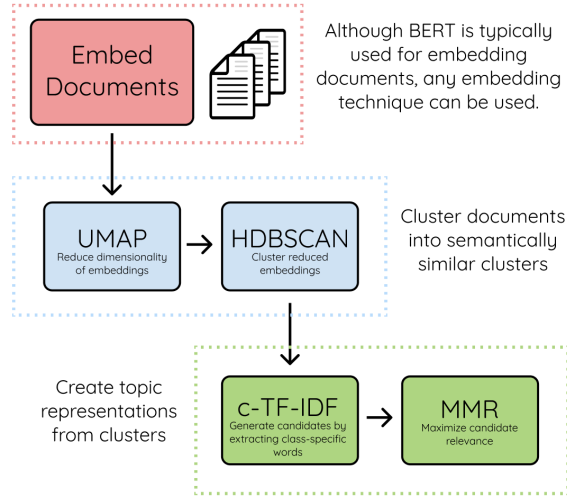 Embed
Documents
Although BERT is typically
used for embedding
documents, any embedding
technique can be used.
UMAP
Reduce dimensionality
of embeddings
HDBSCAN
Cluster reduced
embeddings
Cluster documents
into semantically
similar clusters
Create topic
representations
from clusters
c-TF-IDF
Generate candidates by
extracting class-specific
words
MMR
Maximize candidate
relevance